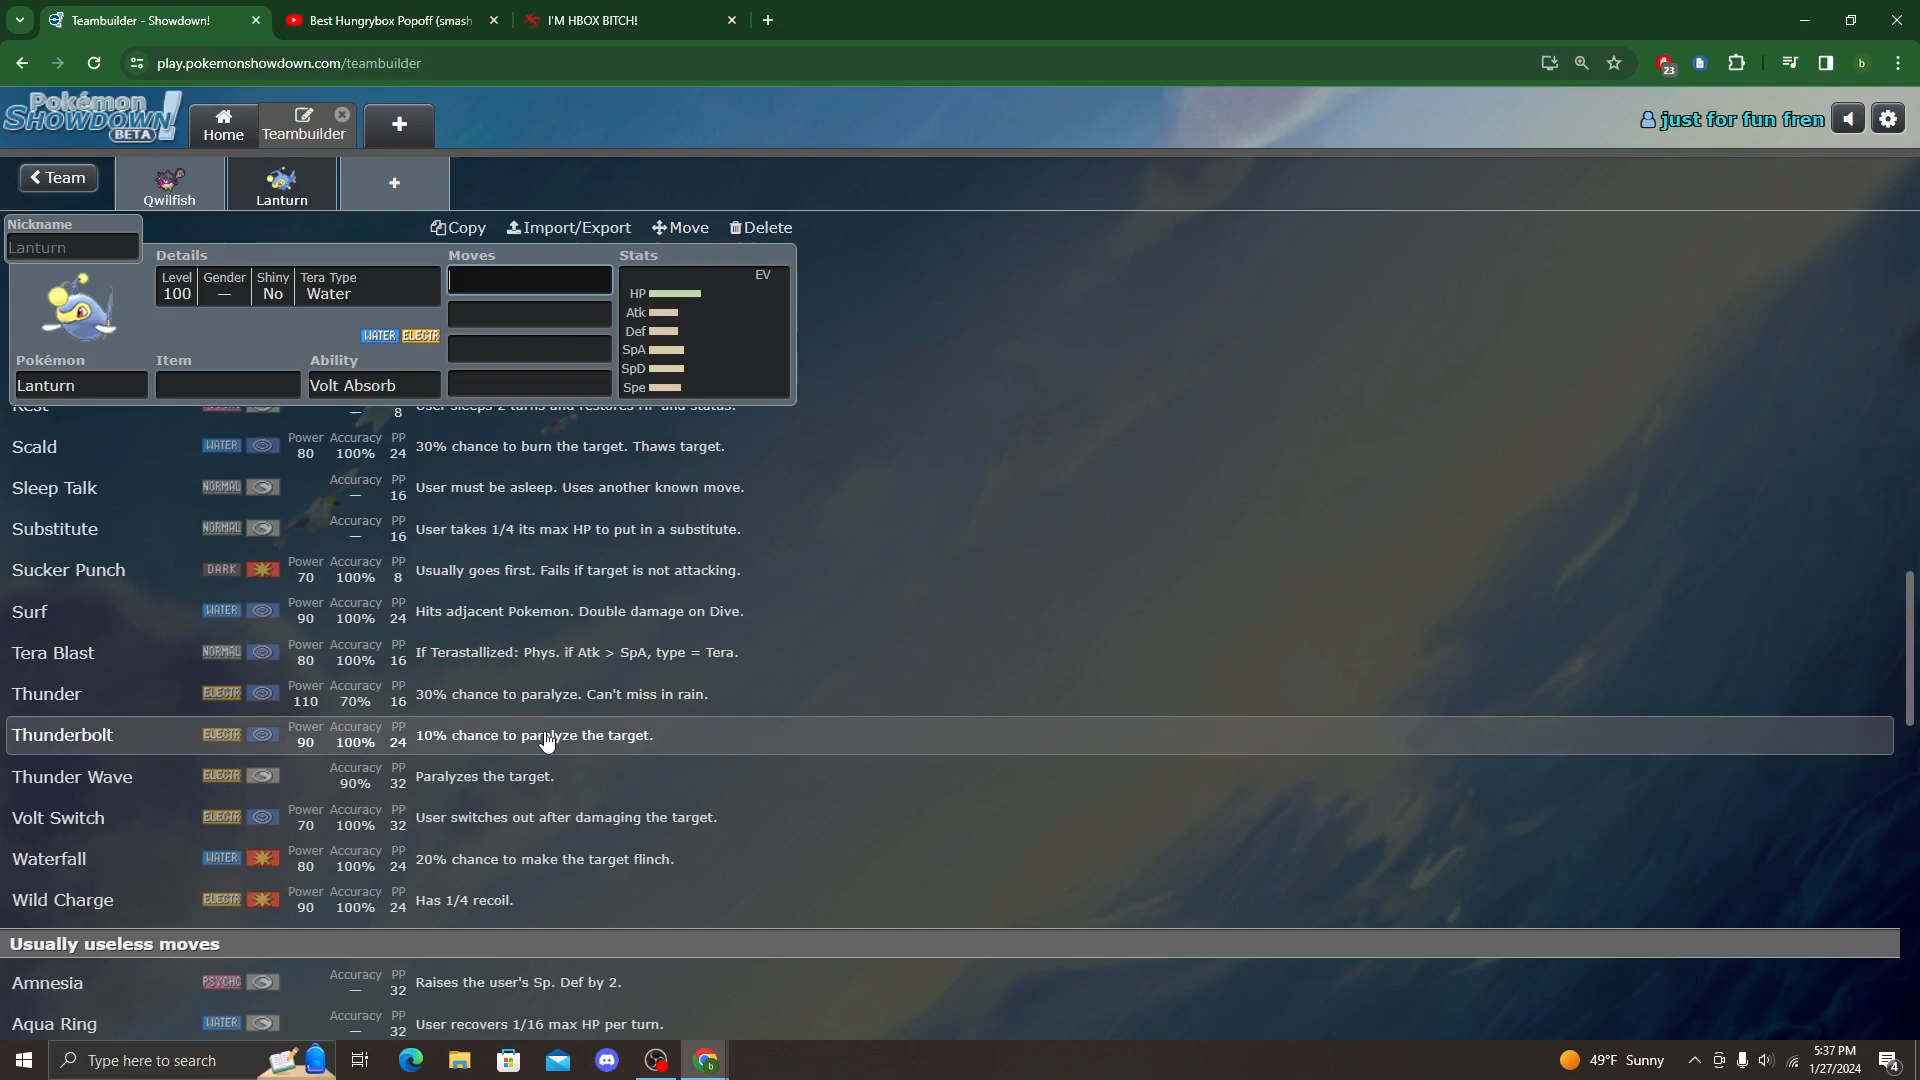 Teambuilder - Showdown!
Best Hungrybox Popoff (smash
I'M HBOX BITCH!
play.pokemonshowdown.com/teambuilder
23
b
Pokémon
SHOWDOWN!
BETA
Home
Teambuilder
+
just for fun fren
Team
Qwilfish
Lanturn
+
Nickname
Lanturn
Copy
Import/Export
Move
Delete
Details
Moves
Stats
Level Gender Shiny Tera Type
100 — No Water
EV
HP
Atk
Def
SpA
SpD
Spe
WATER ELECTR
Pokémon Item Ability
Lanturn Volt Absorb
Rest — 8 User sleeps 2 turns and restores HP and status.
Scald WATER Power 80 Accuracy 100% PP 24 30% chance to burn the target. Thaws target.
Sleep Talk NORMAL Accuracy — PP 16 User must be asleep. Uses another known move.
Substitute NORMAL Accuracy — PP 16 User takes 1/4 its max HP to put in a substitute.
Sucker Punch DARK Power 70 Accuracy 100% PP 8 Usually goes first. Fails if target is not attacking.
Surf WATER Power 90 Accuracy 100% PP 24 Hits adjacent Pokemon. Double damage on Dive.
Tera Blast NORMAL Power 80 Accuracy 100% PP 16 If Terastallized: Phys. if Atk > SpA, type = Tera.
Thunder ELECTR Power 110 Accuracy 70% PP 16 30% chance to paralyze. Can't miss in rain.
Thunderbolt ELECTR Power 90 Accuracy 100% PP 24 10% chance to paralyze the target.
Thunder Wave ELECTR Accuracy 90% PP 32 Paralyzes the target.
Volt Switch ELECTR Power 70 Accuracy 100% PP 32 User switches out after damaging the target.
Waterfall WATER Power 80 Accuracy 100% PP 24 20% chance to make the target flinch.
Wild Charge ELECTR Power 90 Accuracy 100% PP 24 Has 1/4 recoil.
Usually useless moves
Amnesia PSYCHC Accuracy — PP 32 Raises the user's Sp. Def by 2.
Aqua Ring WATER Accuracy — PP 32 User recovers 1/16 max HP per turn.
Type here to search
49°F Sunny
5:37 PM
1/27/2024
4